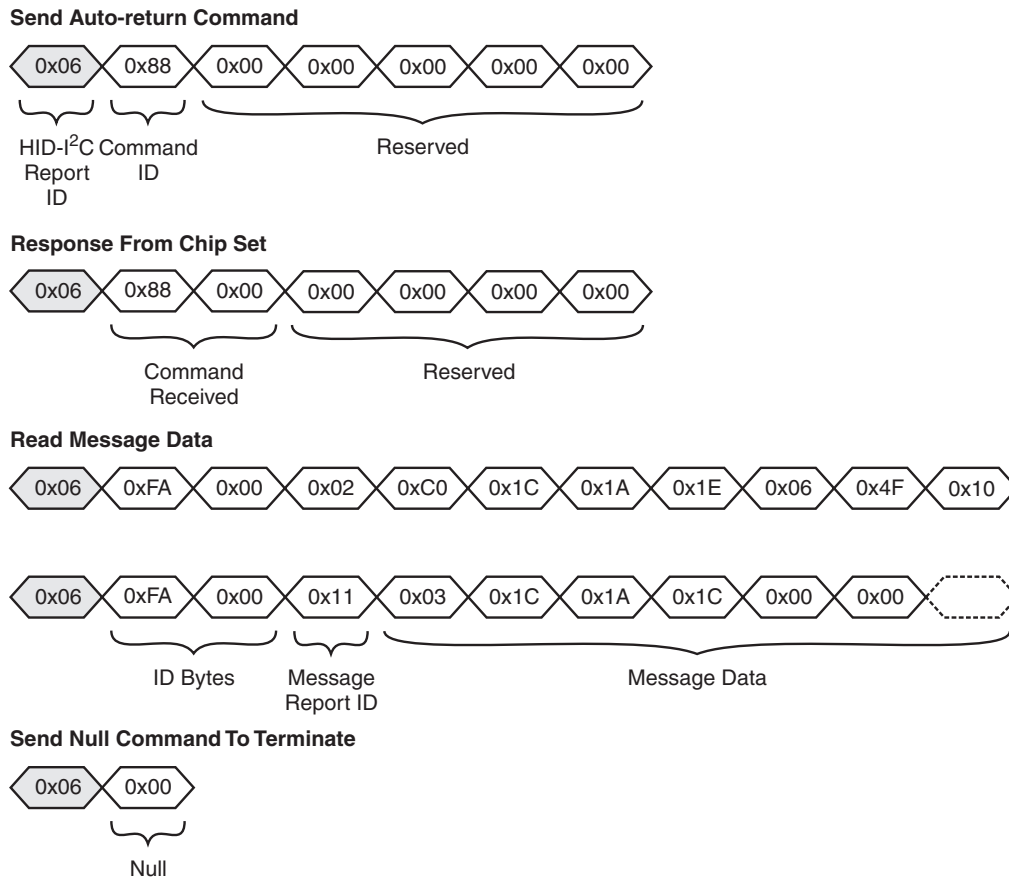 Send Auto-return Command
0x06 0x88 0x00 0x00 0x00 0x00 0x00
HID-I²C Command Reserved
Report ID
ID
Response From Chip Set
0x06 0x88 0x00 0x00 0x00 0x00 0x00
Command Reserved
Received
Read Message Data
0x06 0xFA 0x00 0x02 0xC0 0x1C 0x1A 0x1E 0x06 0x4F 0x10
0x06 0xFA 0x00 0x11 0x03 0x1C 0x1A 0x1C 0x00 0x00
ID Bytes Message Message Data
Report ID
Send Null Command To Terminate
0x06 0x00
Null